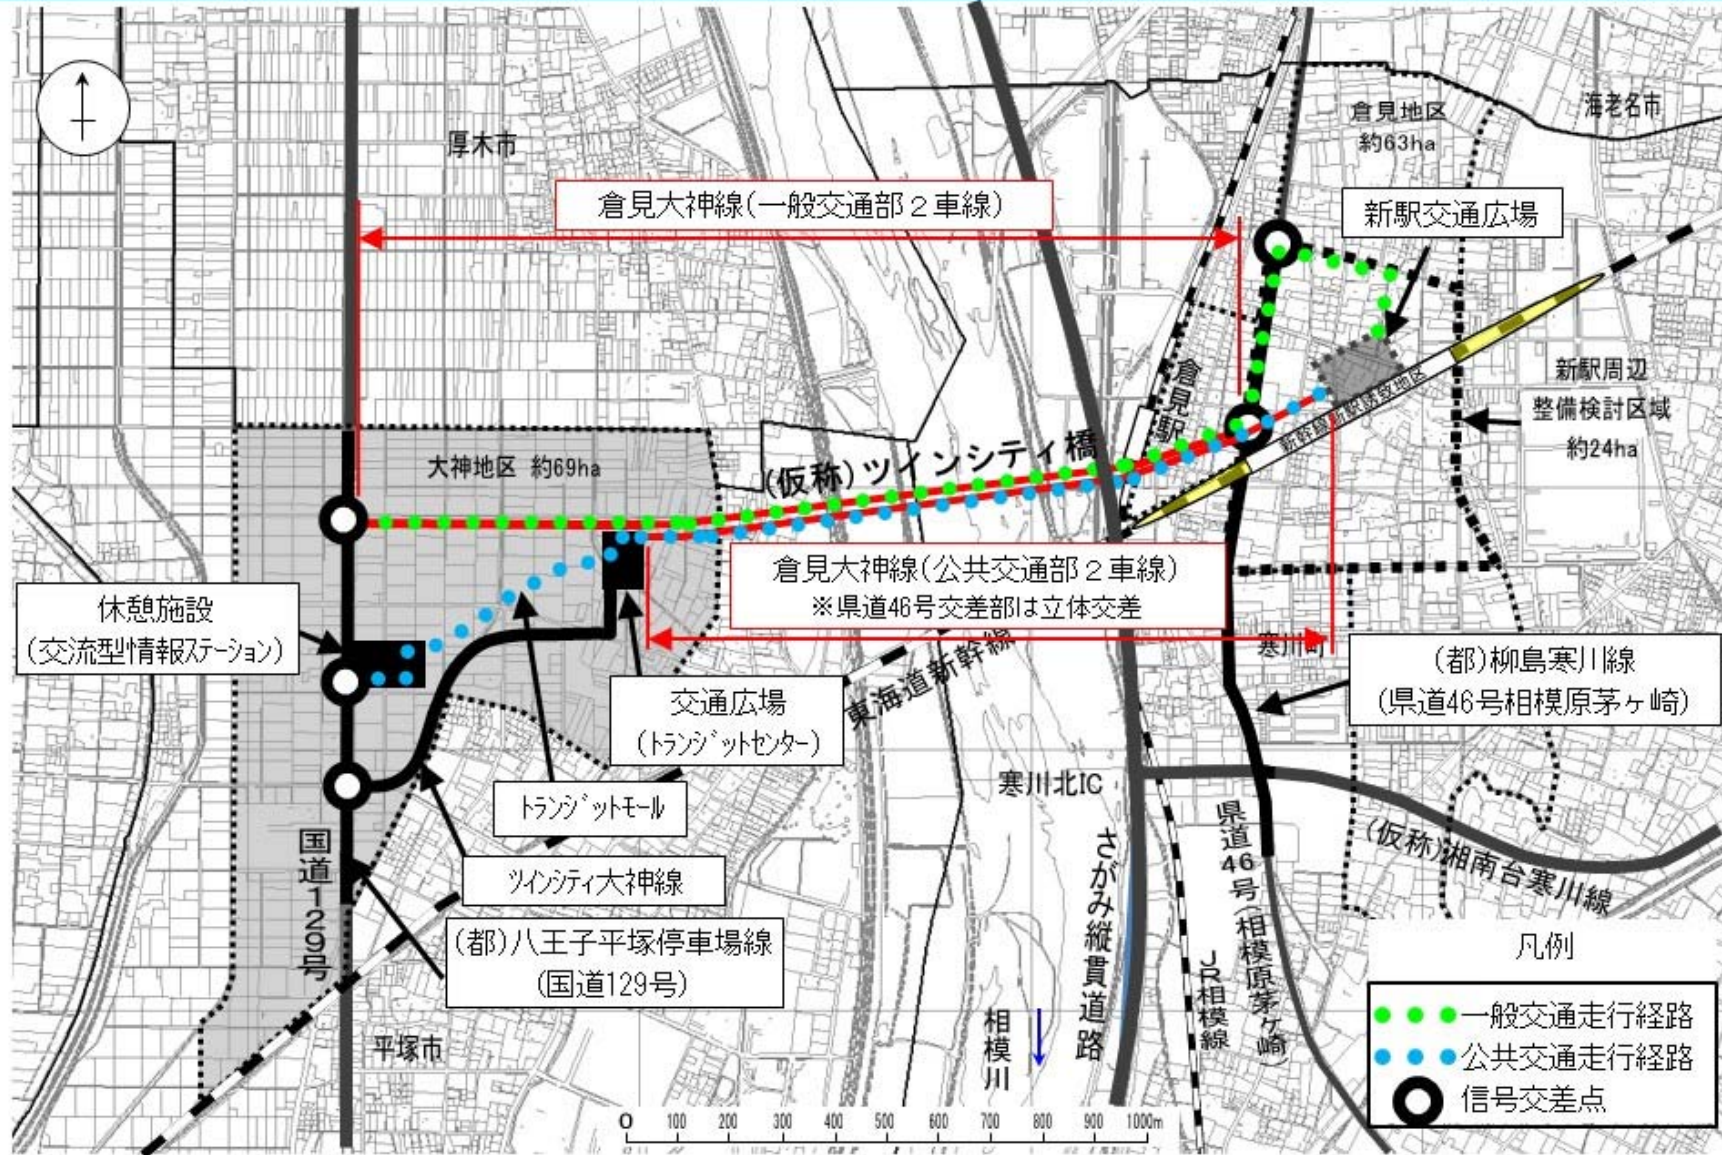 厚木市
倉見地区
約63ha
海老名市
倉見大神線(一般交通部２車線)
新駅交通広場
倉見駅
新幹線新駅誘致地区
新駅周辺
整備検討区域
約24ha
大神地区 約69ha
(仮称)ツインシティ橋
倉見大神線(公共交通部２車線)
※県道46号交差部は立体交差
休憩施設
(交流型情報ステーション)
東海道新幹線
寒川町
(都)柳島寒川線
(県道46号相模原茅ヶ崎)
交通広場
(トランジットセンター)
トランジットモール
寒川北IC
ツインシティ大神線
国道129号
(都)八王子平塚停車場線
(国道129号)
さがみ縦貫道路
県道46号(相模原茅ヶ崎)
JR相模線
(仮称)湘南台寒川線
平塚市
相模川
凡例
一般交通走行経路
公共交通走行経路
信号交差点
0 100 200 300 400 500 600 700 800 900 1000m